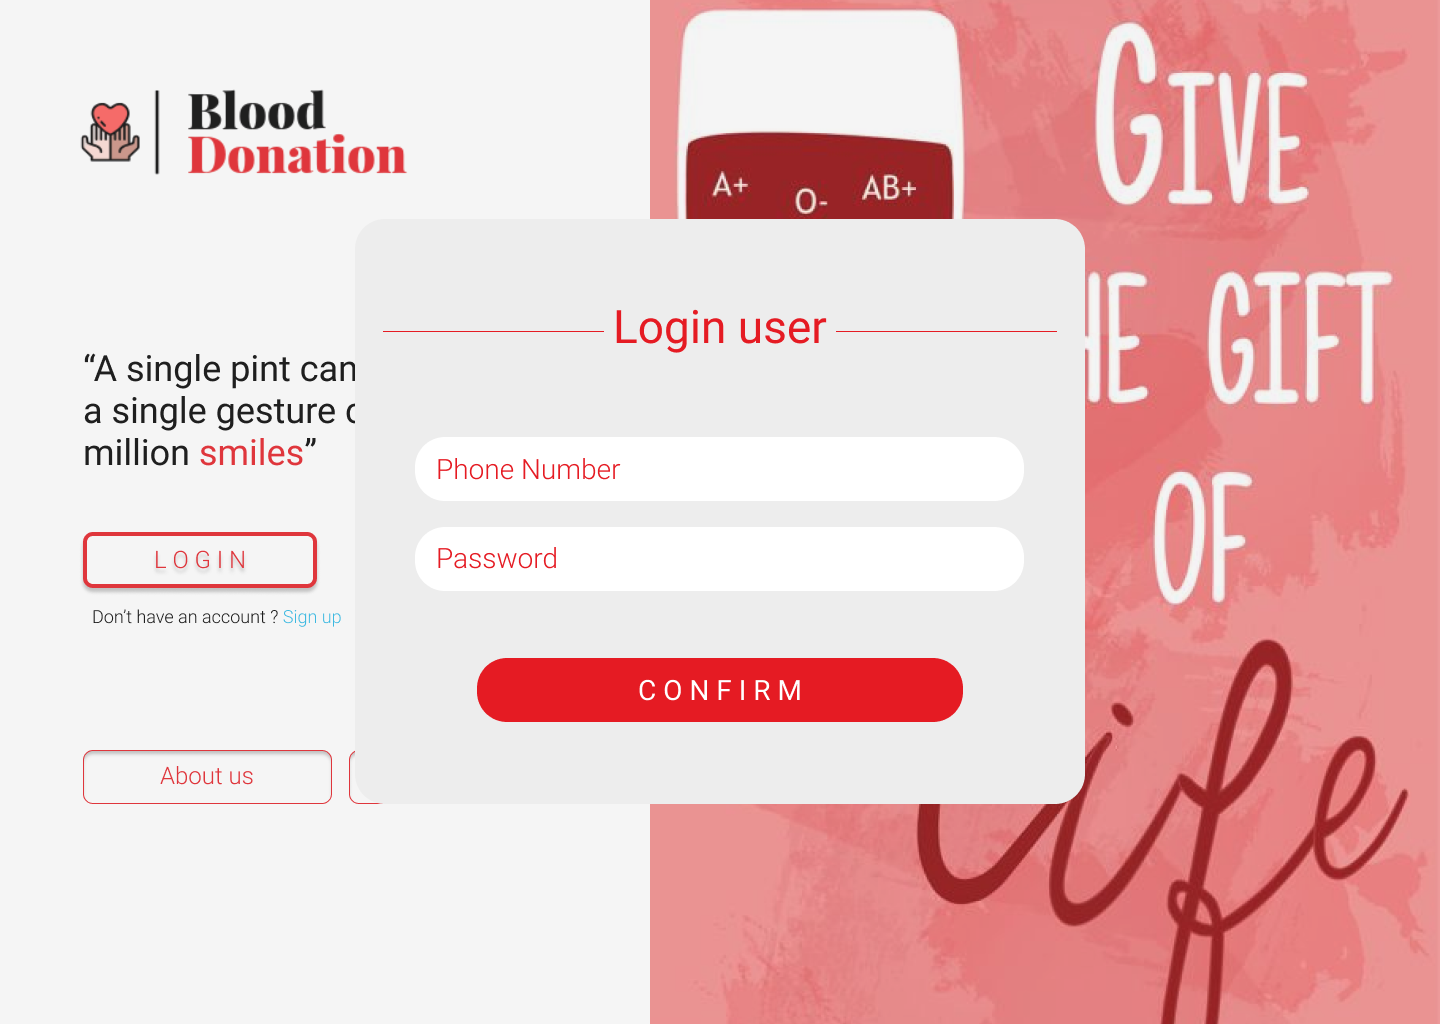 Blood
Donation
“A single pint can
a single gesture
million smiles”
LOGIN
Don’t have an account ? Sign up
About us
Login user
Phone Number
Password
CONFIRM
A+
O-
AB+
GIVE
HE GIFT
OF
Life